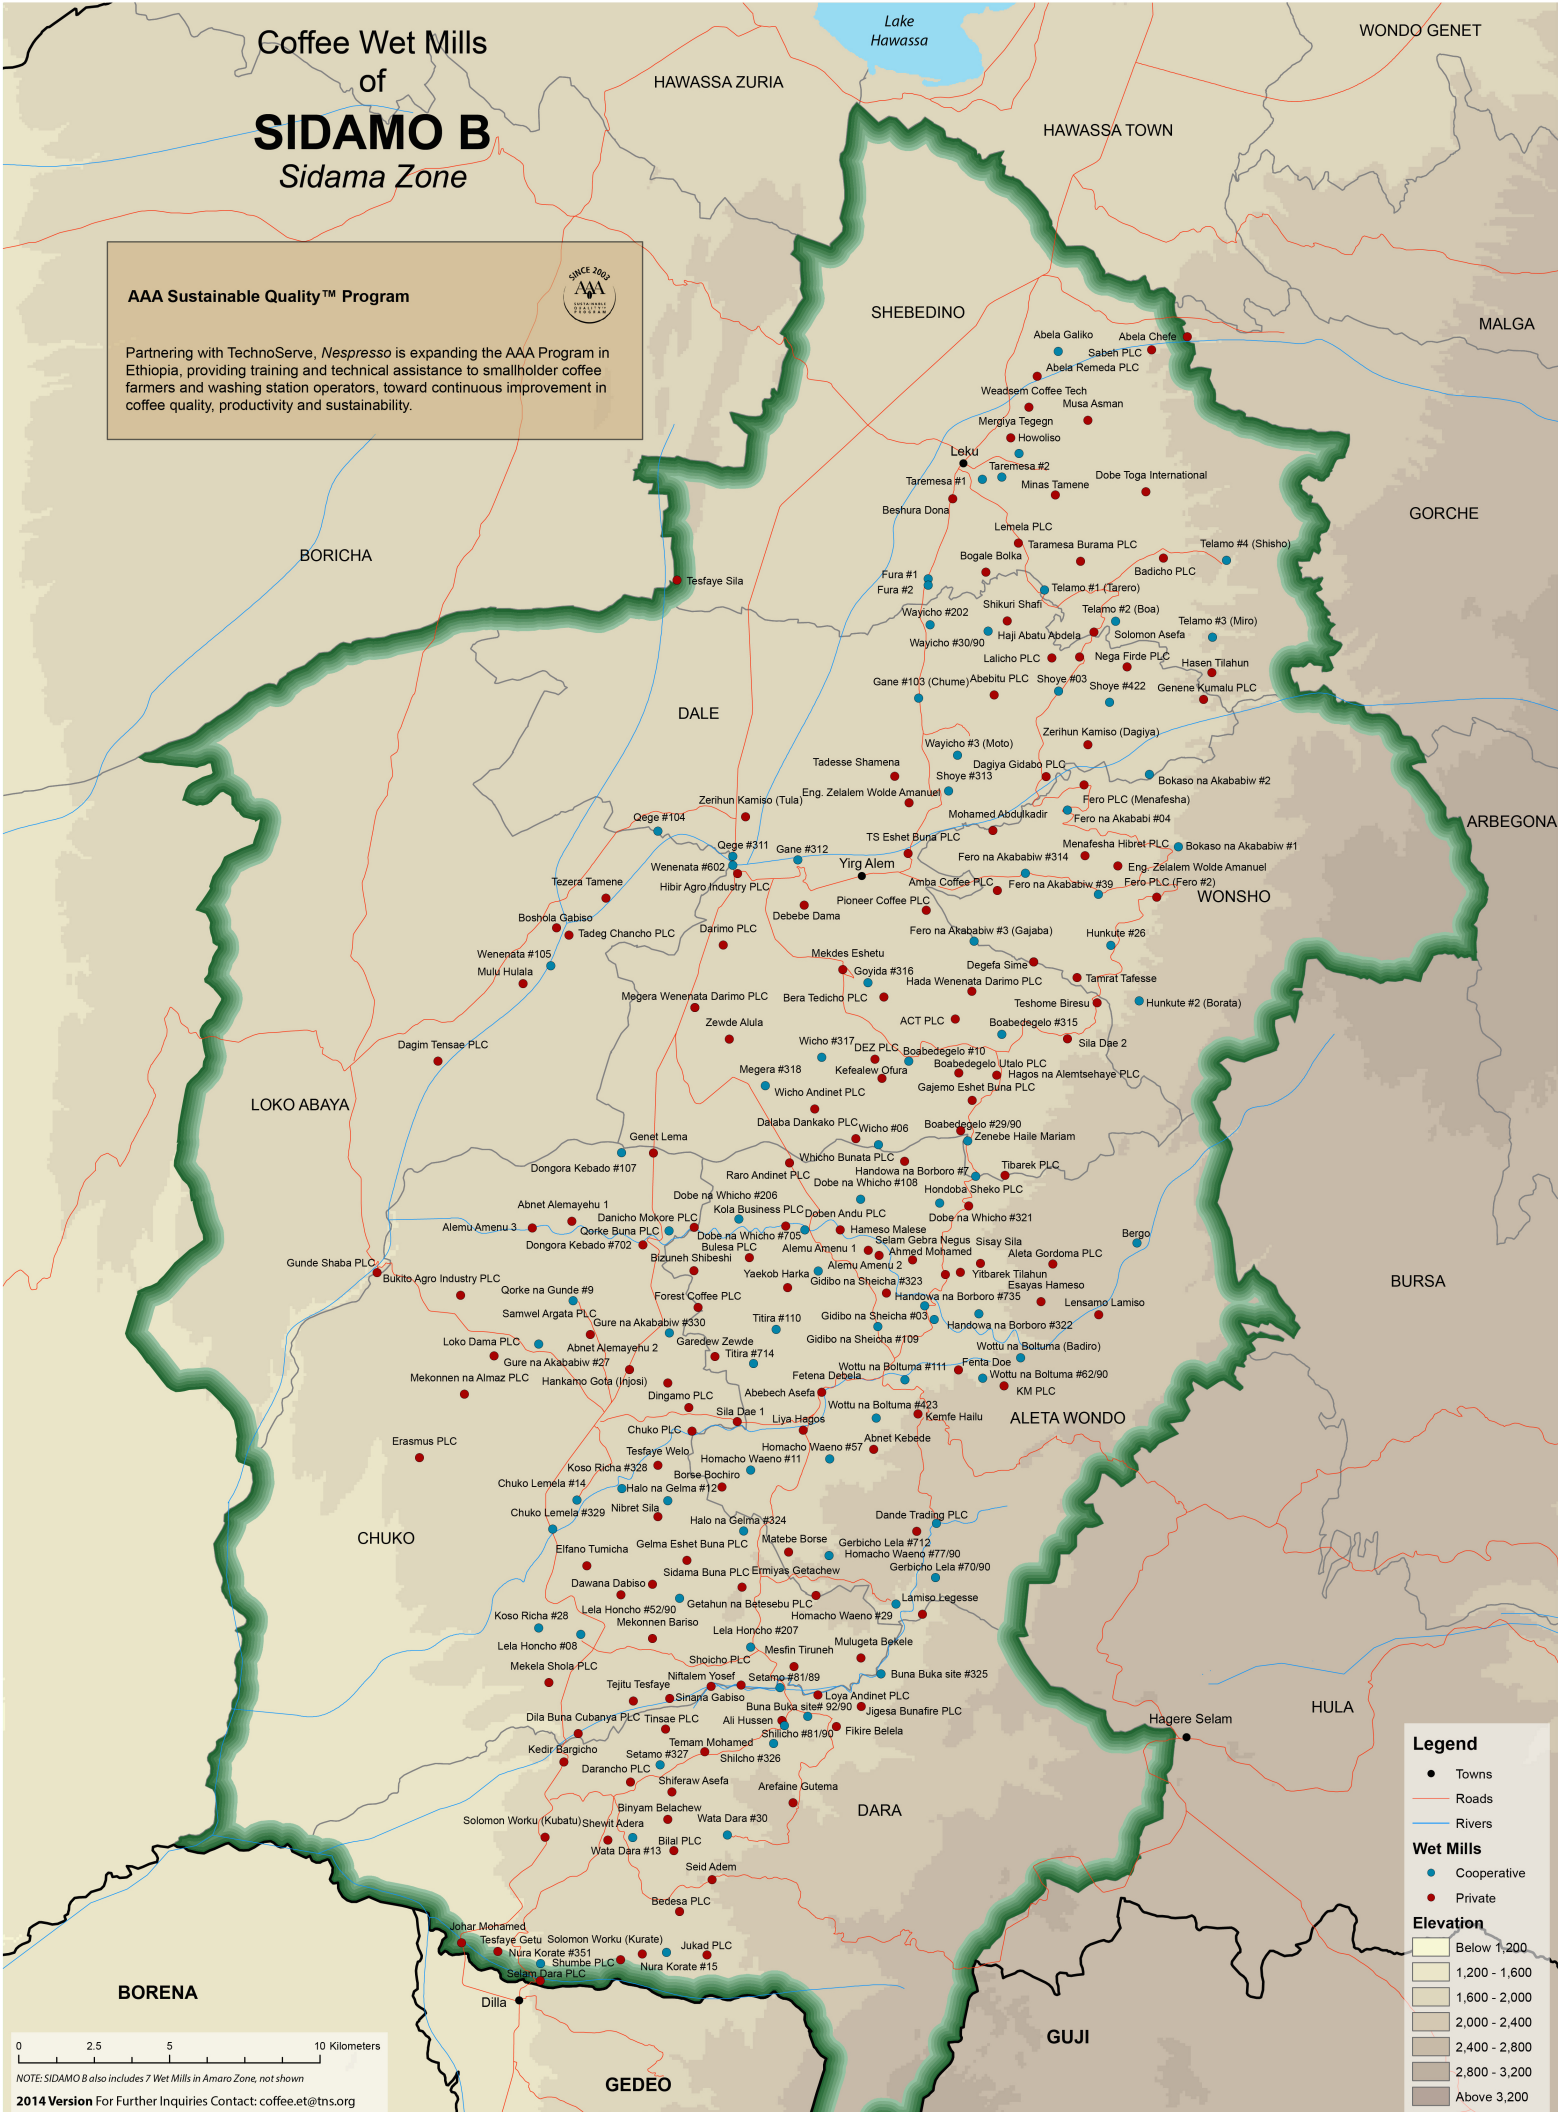 Coffee Wet Mills
of
SIDAMO B
Sidama Zone
Lake
Hawassa
WONDO GENET
HAWASSA ZURIA
HAWASSA TOWN
SINCE 2003
AAA
SUSTAINABLE
QUALITY™
PROGRAM
AAA Sustainable Quality™ Program
Partnering with TechnoServe, Nespresso is expanding the AAA Program in
Ethiopia, providing training and technical assistance to smallholder coffee
farmers and washing station operators, toward continuous improvement in
coffee quality, productivity and sustainability.
SHEBEDINO
MALGA
Abela Galiko
Abela Chefe
Sabeh PLC
Abela Remeda PLC
Weadsem Coffee Tech
Musa Asman
Mergiya Tegegn
Howoliso
Leku
Taremesa #2
Taremesa #1
Minas Tamene
Dobe Toga International
Beshura Dona
GORCHE
Lemela PLC
Taramesa Burama PLC
Telamo #4 (Shisho)
BORICHA
Bogale Bolka
Badicho PLC
Tesfaye Sila
Fura #1
Fura #2
Telamo #1 (Tarero)
Shikuri Shafi
Telamo #2 (Boa)
Wayicho #202
Telamo #3 (Miro)
Haji Abatu Abdela
Solomon Asefa
Wayicho #30/90
Lalicho PLC
Nega Firde PLC
Hasen Tilahun
Gane #103 (Chume)
Abebitu PLC
Shoye #03
Shoye #422
Genene Kumalu PLC
DALE
Zerihun Kamiso (Dagiya)
Wayicho #3 (Moto)
Tadesse Shamena
Dagiya Gidabo PLC
Shoye #313
Bokaso na Akababiw #2
Eng. Zelalem Wolde Amanuel
Zerihun Kamiso (Tula)
Fero PLC (Menafesha)
Qege #104
Mohamed Abdulkadir
Fero na Akababi #04
ARBEGONA
TS Eshet Buna PLC
Qege #311
Gane #312
Menafesha Hibret PLC
Bokaso na Akababiw #1
Wenenata #602
Yirg Alem
Fero na Akababiw #314
Eng. Zelalem Wolde Amanuel
Hibir Agro Industry PLC
Tezera Tamene
Amba Coffee PLC
Fero na Akababiw #39
Fero PLC (Fero #2)
Debebe Dama
Pioneer Coffee PLC
WONSHO
Boshola Gabiso
Tadeg Chancho PLC
Darimo PLC
Fero na Akababiw #3 (Gajaba)
Hunkute #26
Wenenata #105
Mekdes Eshetu
Mulu Hulala
Goyida #316
Degefa Sime
Hada Wenenata Darimo PLC
Tamrat Tafesse
Megera Wenenata Darimo PLC
Bera Tedicho PLC
Teshome Biresu
Hunkute #2 (Borata)
Zewde Alula
ACT PLC
Boabedegelo #315
Dagim Tensae PLC
Wicho #317
DEZ PLC
Boabedegelo #10
Sila Dae 2
Megera #318
Kefealew Ofura
Boabedegelo Utalo PLC
Hagos na Alemtsehaye PLC
Wicho Andinet PLC
Gajemo Eshet Buna PLC
LOKO ABAYA
Dalaba Dankako PLC
Wicho #06
Boabedegelo #29/90
Genet Lema
Zenebe Haile Mariam
Dongora Kebado #107
Whicho Bunata PLC
Raro Andinet PLC
Handowa na Borboro #7
Tibarek PLC
Dobe na Whicho #108
Hondoba Sheko PLC
Dobe na Whicho #206
Abnet Alemayehu 1
Kola Business PLC
Doben Andu PLC
Dobe na Whicho #321
Danicho Mokore PLC
Alemu Amenu 3
Qorke Buna PLC
Dobe na Whicho #705
Hameso Malese
Bergo
Dongora Kebado #702
Bulesa PLC
Alemu Amenu 1
Selam Gebra Negus
Sisay Sila
Gunde Shaba PLC
Bizuneh Shibeshi
Ahmed Mohamed
Aleta Gordoma PLC
Alemu Amenu 2
Bukito Agro Industry PLC
Yaekob Harka
Gidibo na Sheicha #323
Yitbarek Tilahun
Esayas Hameso
BURSA
Qorke na Gunde #9
Forest Coffee PLC
Handowa na Borboro #735
Lensamo Lamiso
Samwel Argata PLC
Gure na Akababiw #330
Titira #110
Gidibo na Sheicha #03
Handowa na Borboro #322
Loko Dama PLC
Abnet Alemayehu 2
Garedew Zewde
Gidibo na Sheicha #109
Gure na Akababiw #27
Titira #714
Wottu na Boltuma (Badiro)
Mekonnen na Almaz PLC
Hankamo Gota (Injosi)
Fetena Debela
Wottu na Boltuma #111
Fenta Doe
Dingamo PLC
Abebech Asefa
Wottu na Boltuma #62/90
KM PLC
Wottu na Boltuma #423
Sila Dae 1
Liya Hagos
Kemfe Hailu
ALETA WONDO
Chuko PLC
Erasmus PLC
Abnet Kebede
Tesfaye Welo
Homacho Waeno #57
Koso Richa #328
Homacho Waeno #11
Borse Bochiro
Chuko Lemela #14
Halo na Gelma #12
Nibret Sila
Chuko Lemela #329
Halo na Gelma #324
Dande Trading PLC
CHUKO
Matebe Borse
Gerbicho Lela #712
Elfano Tumicha
Gelma Eshet Buna PLC
Homacho Waeno #77/90
Sidama Buna PLC
Ermiyas Getachew
Gerbicho Lela #70/90
Dawana Dabiso
Getahun na Betesebu PLC
Lamiso Legesse
Lela Honcho #52/90
Homacho Waeno #29
Koso Richa #28
Mekonnen Bariso
Lela Honcho #207
Lela Honcho #08
Mulugeta Bekele
Mesfin Tiruneh
Shoicho PLC
Mekela Shola PLC
Niftalem Yosef
Setamo #81/89
Buna Buka site #325
Tejitu Tesfaye
Sinana Gabiso
Loya Andinet PLC
Buna Buka site# 92/90
Jigesa Bunafire PLC
HULA
Dila Buna Cubanya PLC
Tinsae PLC
Ali Hussen
Shilicho #81/90
Fikire Belela
Hagere Selam
Temam Mohamed
Kedir Bargicho
Setamo #327
Shilcho #326
Darancho PLC
Shiferaw Asefa
Arefaine Gutema
DARA
Binyam Belachew
Solomon Worku (Kubatu)
Shewit Adera
Wata Dara #30
Bilal PLC
Wata Dara #13
Seid Adem
Bedesa PLC
Johar Mohamed
Tesfaye Getu
Solomon Worku (Kurate)
Nura Korate #351
Jukad PLC
Shumbe PLC
Nura Korate #15
Selam Dara PLC
Dilla
BORENA
GUJI
GEDEO
Legend
Towns
Roads
Rivers
Wet Mills
Cooperative
Private
Elevation
Below 1,200
1,200 - 1,600
1,600 - 2,000
2,000 - 2,400
2,400 - 2,800
2,800 - 3,200
Above 3,200
0 2.5 5 10 Kilometers
NOTE: SIDAMO B also includes 7 Wet Mills in Amaro Zone, not shown
2014 Version For Further Inquiries Contact: coffee.et@tns.org